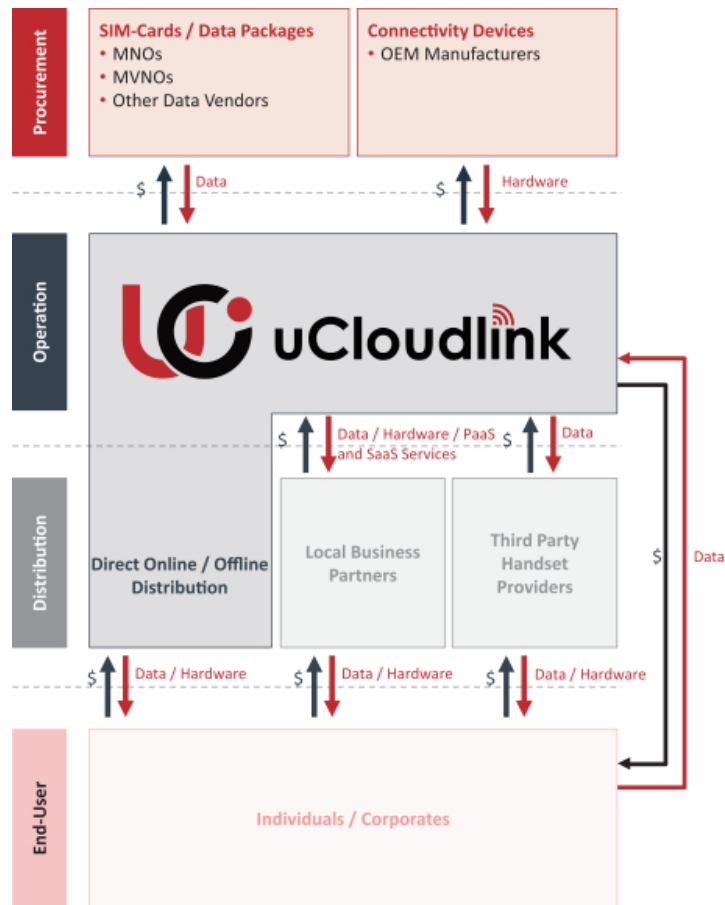 Procurement
SIM-Cards / Data Packages
• MNOs
• MVNOs
• Other Data Vendors
Connectivity Devices
• OEM Manufacturers
$
Data
$
Hardware
Operation
UCi
uCloudlink
$
Data / Hardware / PaaS
and SaaS Services
$
Data
Distribution
Direct Online / Offline
Distribution
Local Business
Partners
Third Party
Handset
Providers
$
Data
$
Data / Hardware
$
Data / Hardware
$
Data / Hardware
End-User
Individuals / Corporates